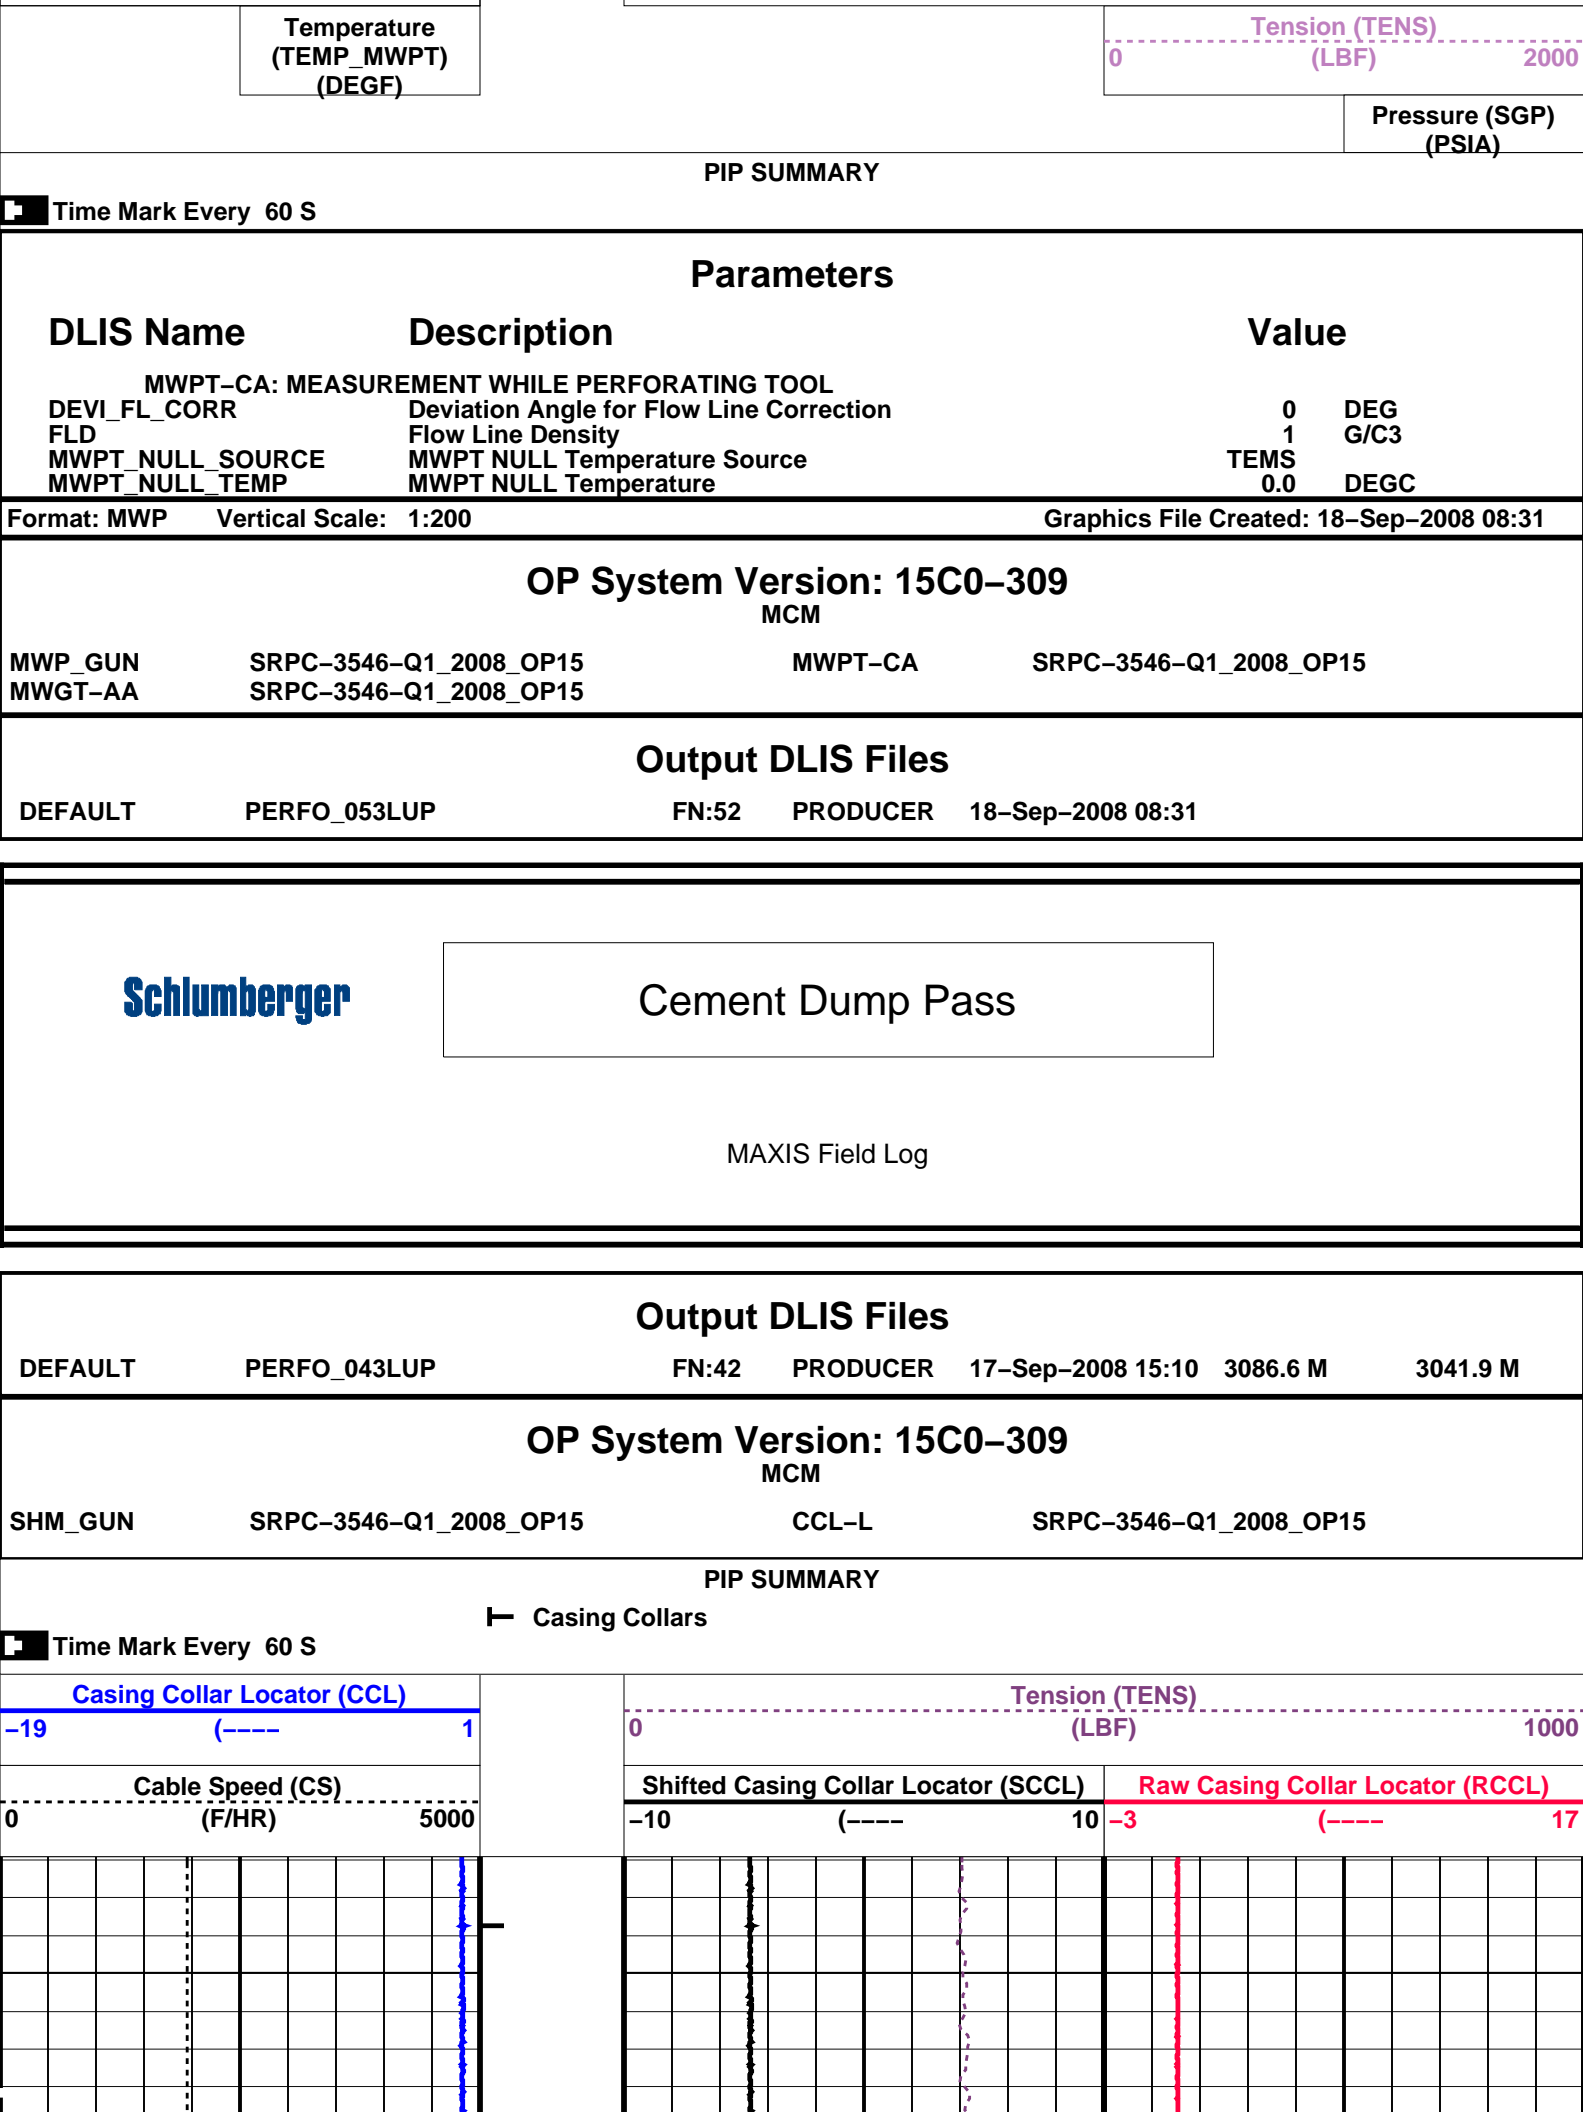 Temperature
(TEMP_MWPT)
(DEGF)
Tension (TENS)
0 (LBF) 2000
Pressure (SGP)
(PSIA)
PIP SUMMARY
Time Mark Every 60 S
Parameters
DLIS Name Description Value
MWPT−CA: MEASUREMENT WHILE PERFORATING TOOL
DEVI_FL_CORR Deviation Angle for Flow Line Correction 0 DEG
FLD Flow Line Density 1 G/C3
MWPT_NULL_SOURCE MWPT NULL Temperature Source TEMS
MWPT_NULL_TEMP MWPT NULL Temperature 0.0 DEGC
Format: MWP Vertical Scale: 1:200 Graphics File Created: 18−Sep−2008 08:31
OP System Version: 15C0−309
MCM
MWP_GUN SRPC−3546−Q1_2008_OP15 MWPT−CA SRPC−3546−Q1_2008_OP15
MWGT−AA SRPC−3546−Q1_2008_OP15
Output DLIS Files
DEFAULT PERFO_053LUP FN:52 PRODUCER 18−Sep−2008 08:31
Schlumberger
Cement Dump Pass
MAXIS Field Log
Output DLIS Files
DEFAULT PERFO_043LUP FN:42 PRODUCER 17−Sep−2008 15:10 3086.6 M 3041.9 M
OP System Version: 15C0−309
MCM
SHM_GUN SRPC−3546−Q1_2008_OP15 CCL−L SRPC−3546−Q1_2008_OP15
PIP SUMMARY
Casing Collars
Time Mark Every 60 S
Casing Collar Locator (CCL)
−19 (−−−− 1
Tension (TENS)
0 (LBF) 1000
Cable Speed (CS)
0 (F/HR) 5000
Shifted Casing Collar Locator (SCCL)
−10 (−−−− 10
Raw Casing Collar Locator (RCCL)
−3 (−−−− 17